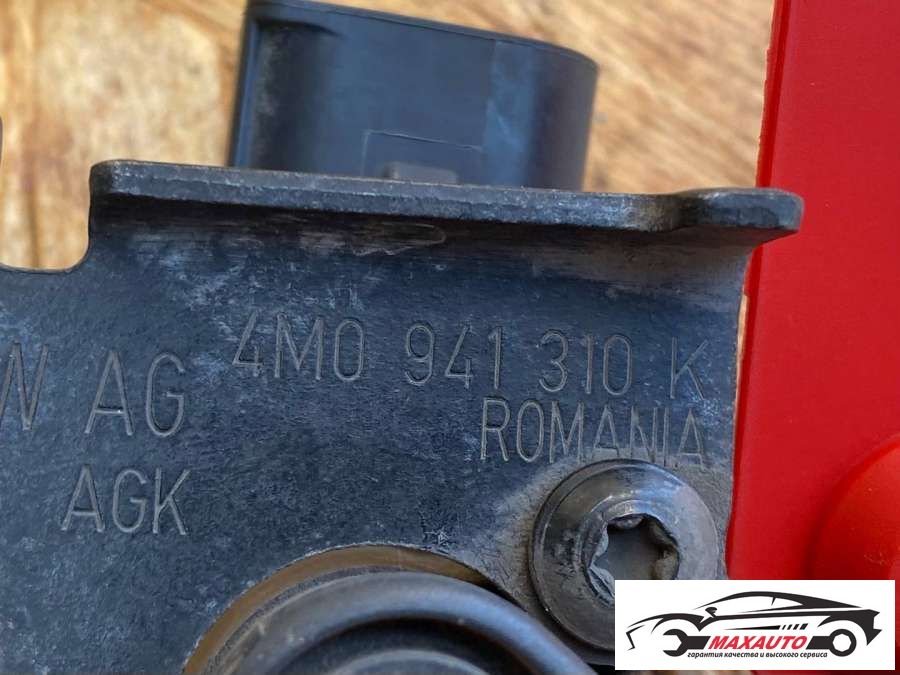 4M0 941 310 K
W AG
ROMANIA
AGK
MAXAUTO
гарантия качества и высокого сервиса